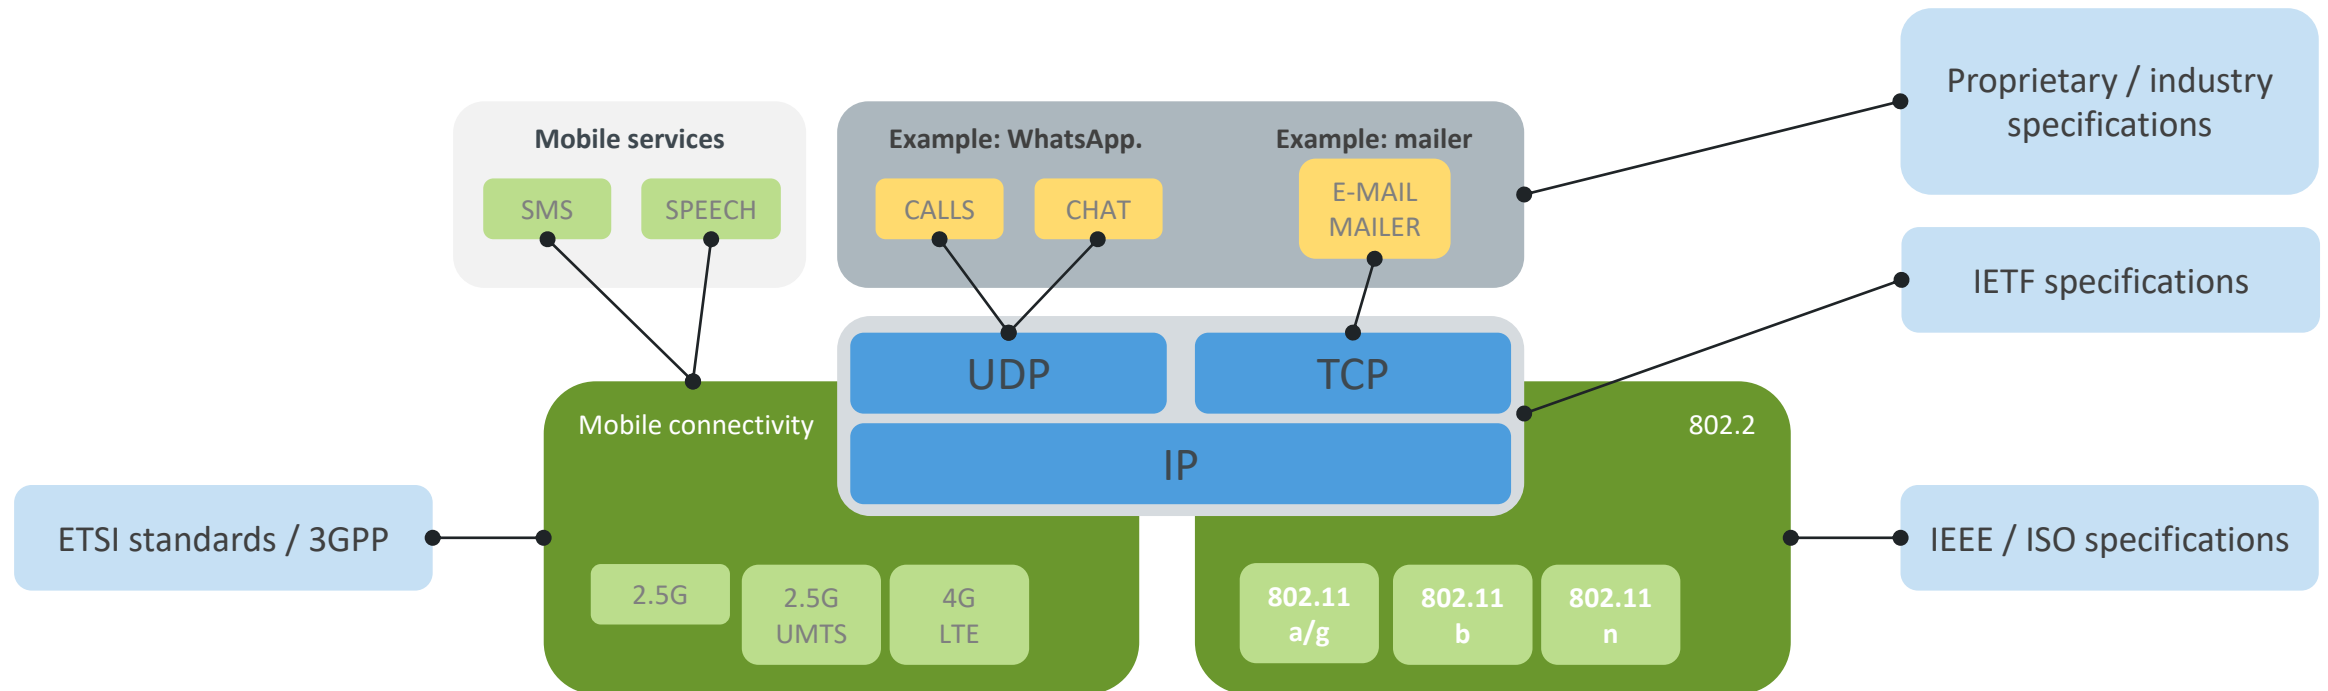 Proprietary / industry
specifications
Mobile services
Example: WhatsApp.
Example: mailer
SMS
SPEECH
CALLS
CHAT
E-MAIL
MAILER
IETF specifications
UDP
TCP
Mobile connectivity
802.2
IP
ETSI standards / 3GPP
IEEE / ISO specifications
2.5G
2.5G
UMTS
4G
LTE
802.11
a/g
802.11
b
802.11
n